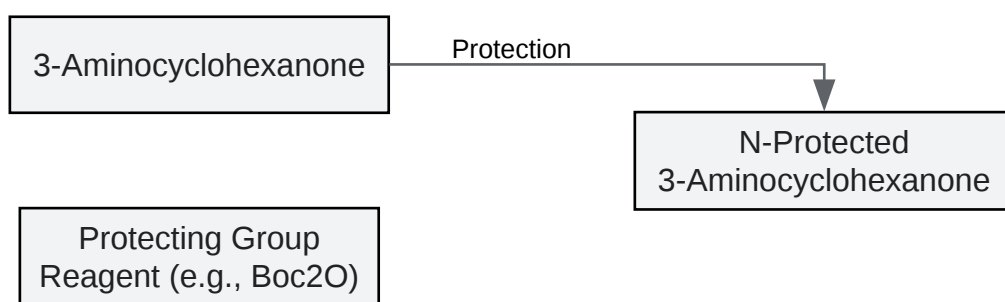 3-Aminocyclohexanone
Protection
N-Protected
3-Aminocyclohexanone
Protecting Group
Reagent (e.g., Boc2O)